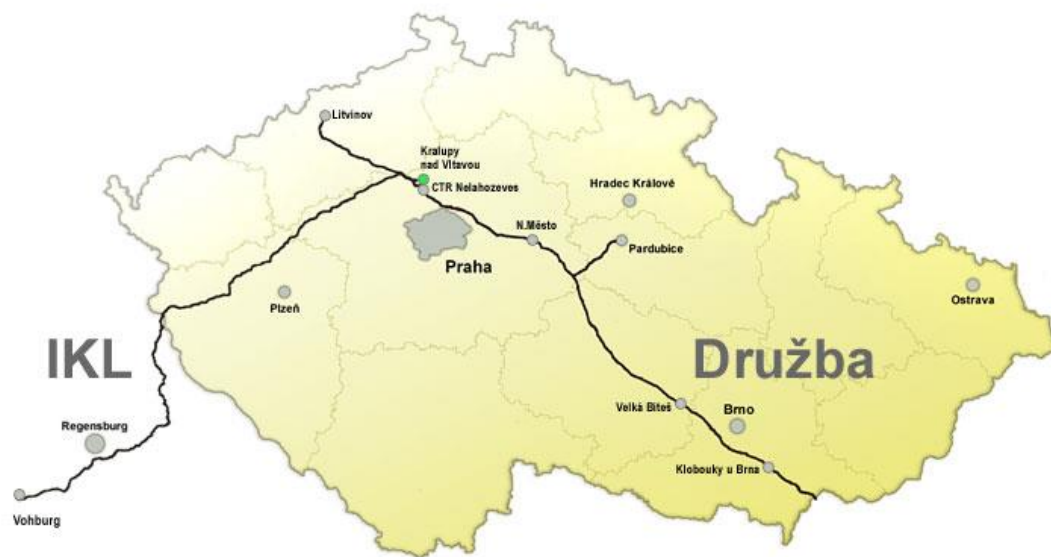 Litvínov
Kralupy
nad Vltavou
CTR Nelahozeves
Hradec Králové
N.Město
Pardubice
Praha
Plzeň
Ostrava
IKL
Družba
Velká Bíteš
Brno
Regensburg
Klobouky u Brna
Vohburg